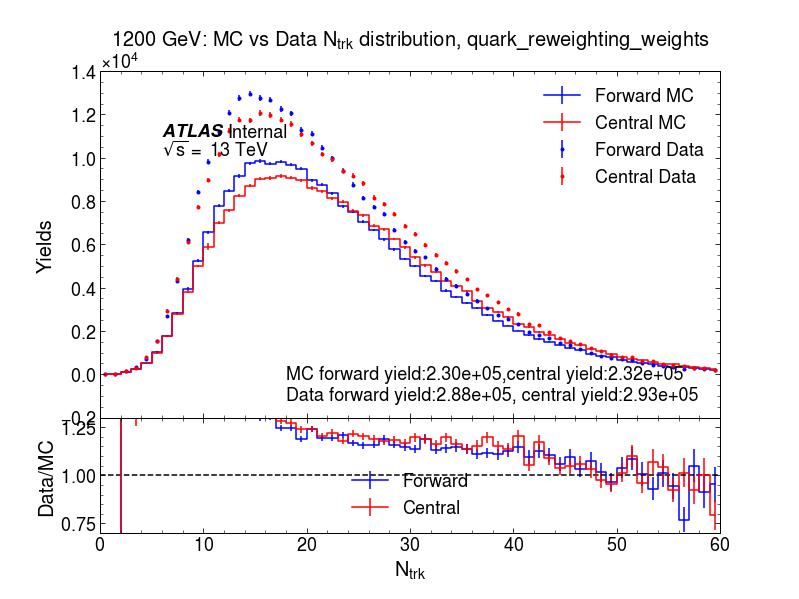 1200 GeV: MC vs Data N_trk distribution, quark_reweighting_weights
×10⁴
1.4
1.2
1.0
0.8
0.6
0.4
0.2
0.0
0.2
Yields
ATLAS Internal
√s = 13 TeV
Forward MC
Central MC
Forward Data
Central Data
MC forward yield:2.30e+05,central yield:2.32e+05
Data forward yield:2.88e+05, central yield:2.93e+05
1.25
1.00
0.75
Data/MC
Forward
Central
0 10 20 30 40 50 60
N_trk